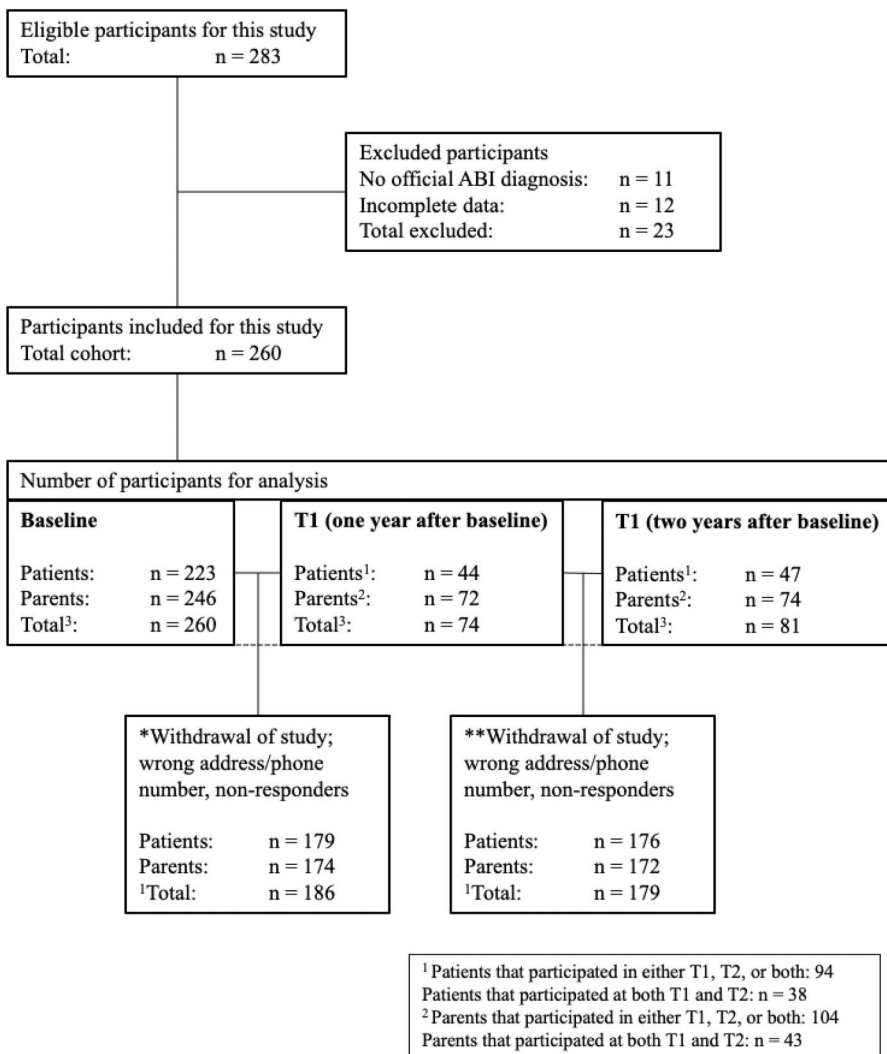 Eligible participants for this study
Total: n = 283
Excluded participants
No official ABI diagnosis: n = 11
Incomplete data: n = 12
Total excluded: n = 23
Participants included for this study
Total cohort: n = 260
Number of participants for analysis
Baseline
Patients: n = 223
Parents: n = 246
Total³: n = 260
T1 (one year after baseline)
Patients¹: n = 44
Parents²: n = 72
Total³: n = 74
T1 (two years after baseline)
Patients¹: n = 47
Parents²: n = 74
Total³: n = 81
*Withdrawal of study;
wrong address/phone
number, non-responders
Patients: n = 179
Parents: n = 174
¹Total: n = 186
**Withdrawal of study;
wrong address/phone
number, non-responders
Patients: n = 176
Parents: n = 172
¹Total: n = 179
¹ Patients that participated in either T1, T2, or both: 94
Patients that participated at both T1 and T2: n = 38
² Parents that participated in either T1, T2, or both: 104
Parents that participated at both T1 and T2: n = 43